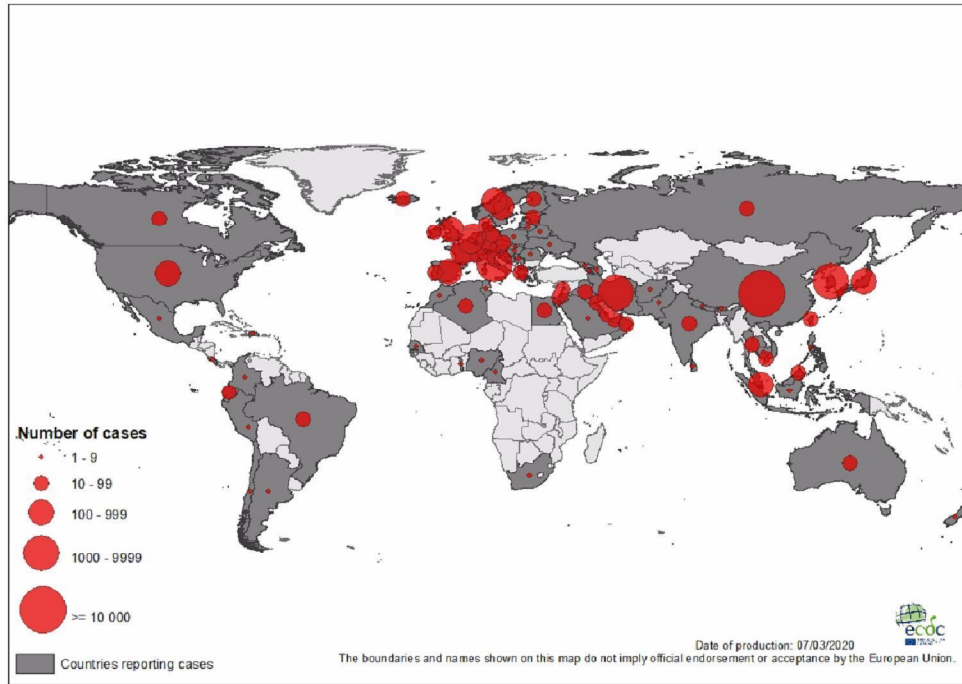 Number of cases
1 - 9
10 - 99
100 - 999
1000 - 9999
>= 10 000
Countries reporting cases
ecdc
Date of production: 07/03/2020
The boundaries and names shown on this map do not imply official endorsement or acceptance by the European Union.